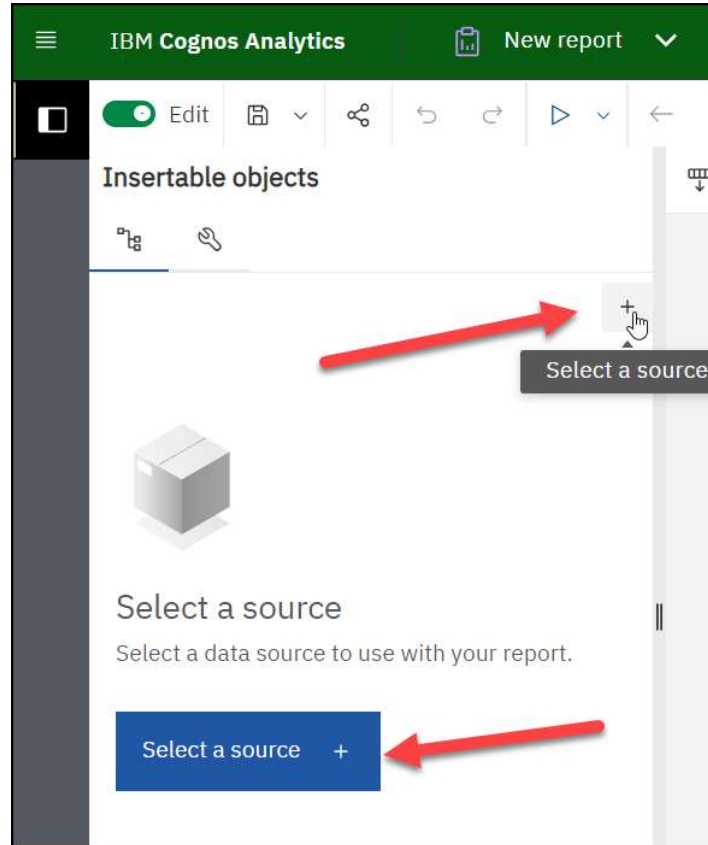 IBM Cognos Analytics New report
Edit
Insertable objects
Select a source
Select a source
Select a data source to use with your report.
Select a source +